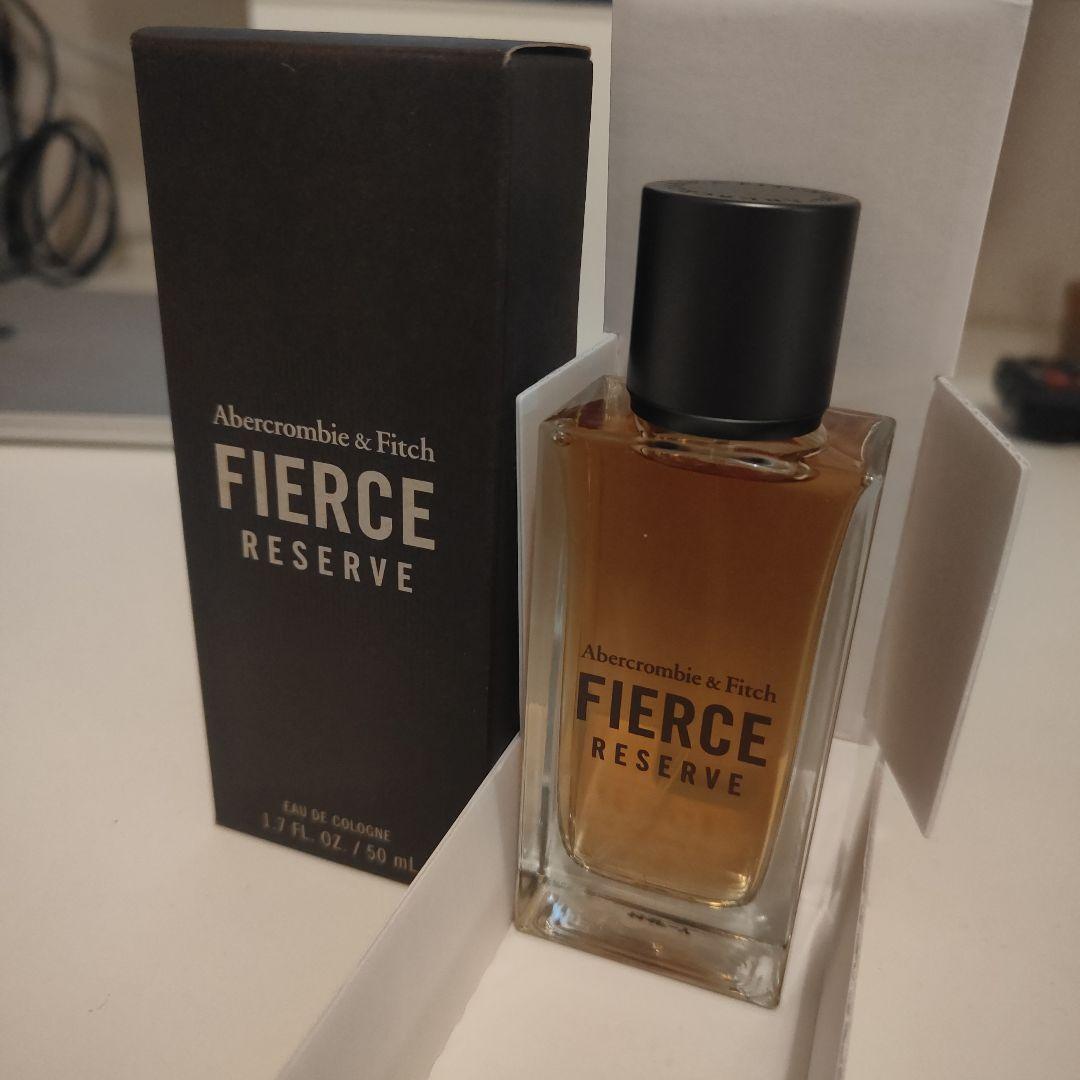 Abercrombie & Fitch
FIERCE
RESERVE
EAU DE COLOGNE
1.7 FL. OZ. / 50 mL
Abercrombie & Fitch
FIERCE
RESERVE